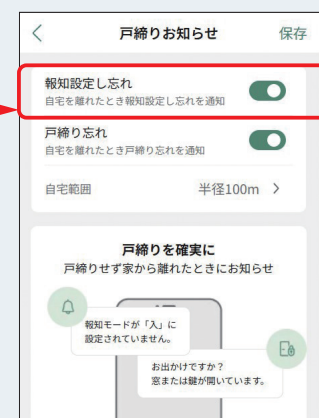 戸締りお知らせ 保存
報知設定し忘れ
自宅を離れたとき報知設定し忘れを通知
戸締り忘れ
自宅を離れたとき戸締り忘れを通知
自宅範囲 半径100m
戸締りを確実に
戸締りせず家から離れたときにお知らせ
報知モードが「入」に
設定されていません。
お出かけですか？
窓または鍵が開いています。